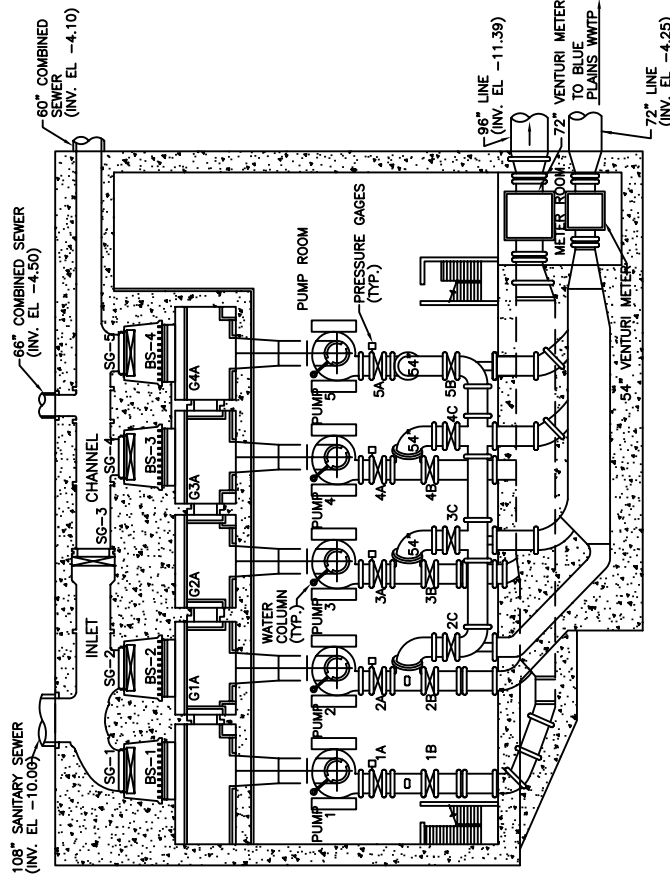 108" SANITARY SEWER
(INV. EL -10.00)
66" COMBINED SEWER
(INV. EL -4.50)
60" COMBINED
SEWER
(INV. EL -4.10)
INLET
CHANNEL
SG-1
SG-2
SG-3
SG-4
SG-5
BS-1
BS-2
BS-3
BS-4
G1A
G2A
G3A
G4A
WATER
COLUMN
(TYP.)
PUMP ROOM
PUMP
1
PUMP
2
PUMP
3
PUMP
4
PUMP
5
PRESSURE GAGES
(TYP.)
1A
2A
3A
4A
5A
54"
54"
54"
1B
2B
3B
4B
5B
2C
3C
4C
METER ROOM
96" LINE
(INV. EL -11.39)
72" VENTURI METER
TO BLUE
PLAINS WWTP
72" LINE
(INV. EL -4.25)
54" VENTURI METER